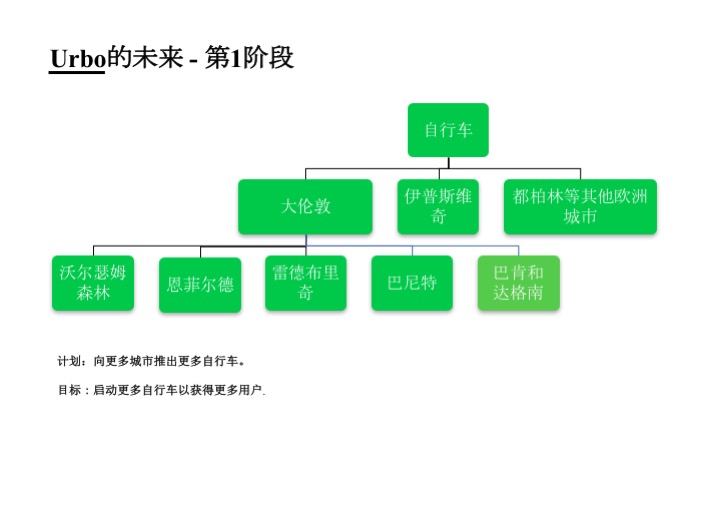 Urbo的未来 - 第1阶段
自行车
大伦敦
伊普斯维
奇
都柏林等其他欧洲
城市
沃尔瑟姆
森林
恩菲尔德
雷德布里
奇
巴尼特
巴肯和
达格南
计划：向更多城市推出更多自行车。
目标：启动更多自行车以获得更多用户.